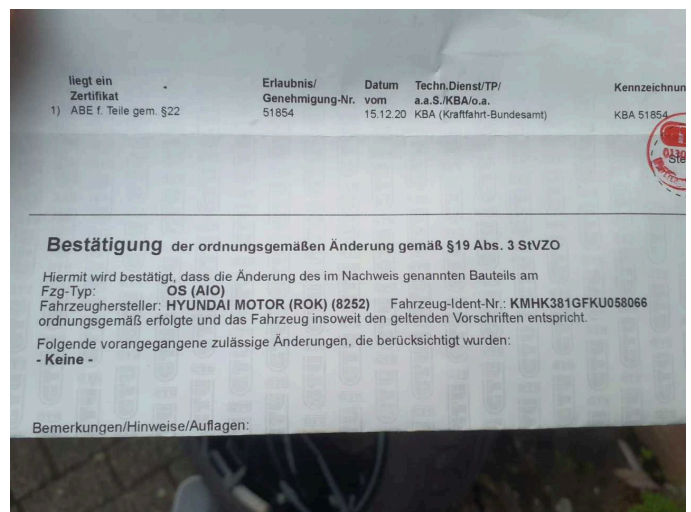 liegt ein Erlaubnis/ Datum Techn.Dienst/TP/ Kennzeichnun
Zertifikat Genehmigung-Nr. vom a.a.S./KBA/o.a.
1) ABE f. Teile gem. §22 51854 15.12.20 KBA (Kraftfahrt-Bundesamt) KBA 51854
Ste
Bestätigung der ordnungsgemäßen Änderung gemäß §19 Abs. 3 StVZO
Hiermit wird bestätigt, dass die Änderung des im Nachweis genannten Bauteils am
Fzg-Typ: OS (AIO)
Fahrzeughersteller: HYUNDAI MOTOR (ROK) (8252) Fahrzeug-Ident-Nr.: KMHK381GFKU058066
ordnungsgemäß erfolgte und das Fahrzeug insoweit den geltenden Vorschriften entspricht.
Folgende vorangegangene zulässige Änderungen, die berücksichtigt wurden:
- Keine -
Bemerkungen/Hinweise/Auflagen: